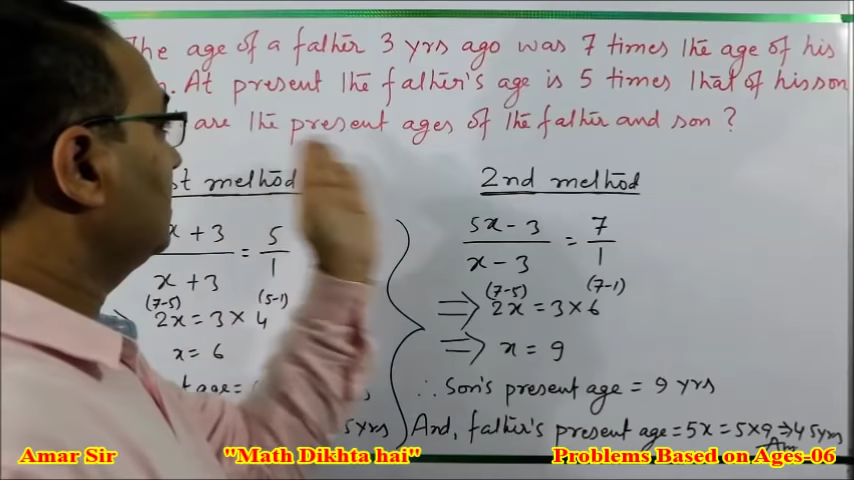 The age of a father 3 yrs ago was 7 times the age of his
. At present the father's age is 5 times that of his son
are the present ages of the father and son ?
st method
2nd method
x + 3 / x + 3 = 5 / 1
(7-5) (5-1)
2x = 3 × 4
x = 6
t age =
5 yrs
5x - 3 / x - 3 = 7 / 1
(7-5) (7-1)
⇒ 2x = 3 × 6
⇒ x = 9
∴ Son's present age = 9 yrs
And, father's present age = 5x = 5×9 ⇒ 45 yrs
Ans
Amar Sir "Math Dikhta hai" Problems Based on Ages-06